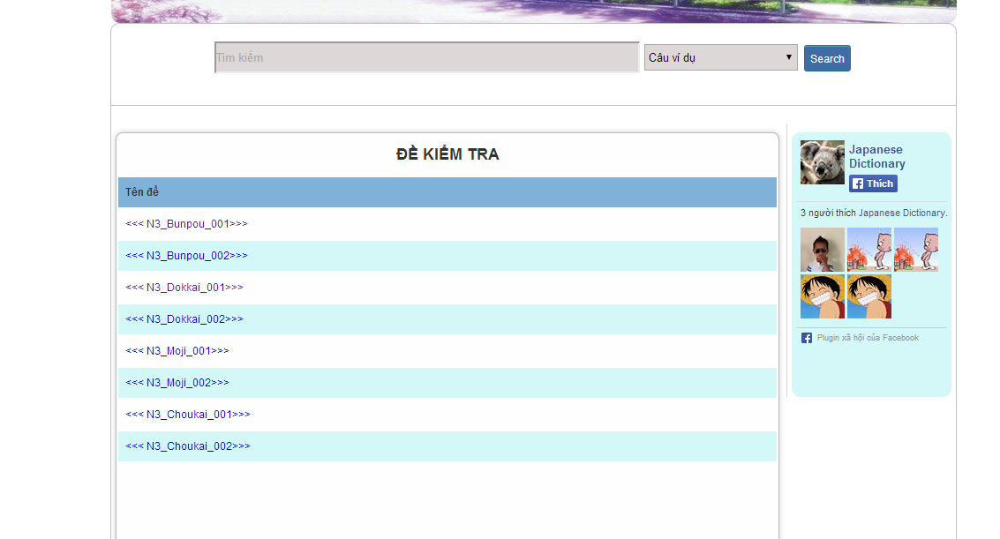 Tìm kiếm
Câu ví dụ
Search
ĐỀ KIỂM TRA
Tên đề
<<< N3_Bunpou_001>>>
<<< N3_Bunpou_002>>>
<<< N3_Dokkai_001>>>
<<< N3_Dokkai_002>>>
<<< N3_Moji_001>>>
<<< N3_Moji_002>>>
<<< N3_Choukai_001>>>
<<< N3_Choukai_002>>>
Japanese
Dictionary
Thích
3 người thích Japanese Dictionary.
Plugin xã hội của Facebook